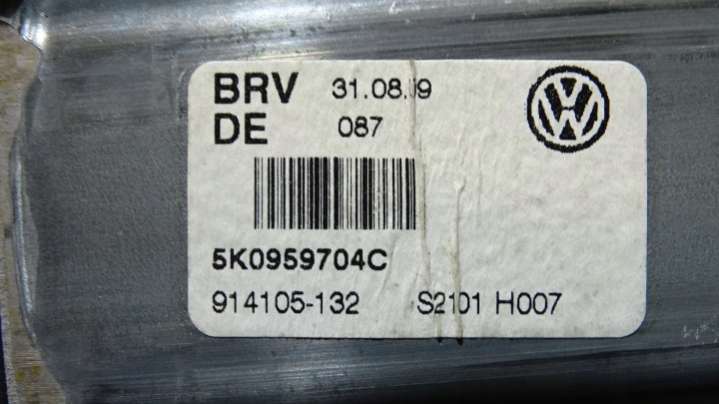 BRV 31.08.09
DE 087
5K0959704C
914105-132 S2101 H007